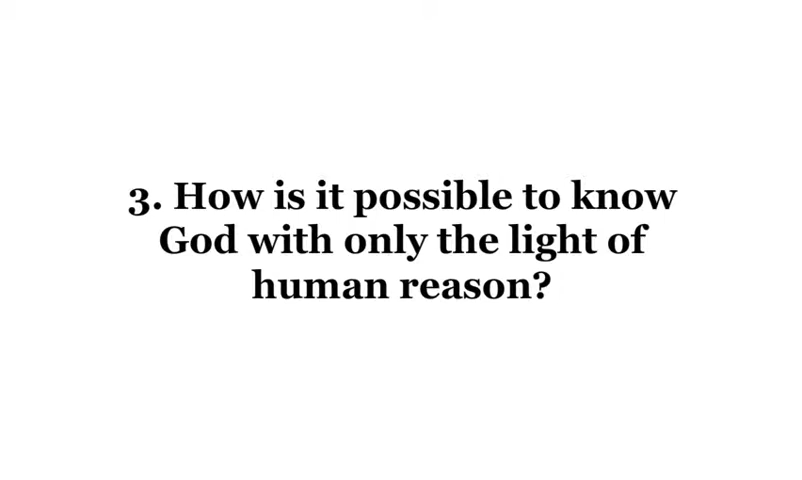 3. How is it possible to know
God with only the light of
human reason?